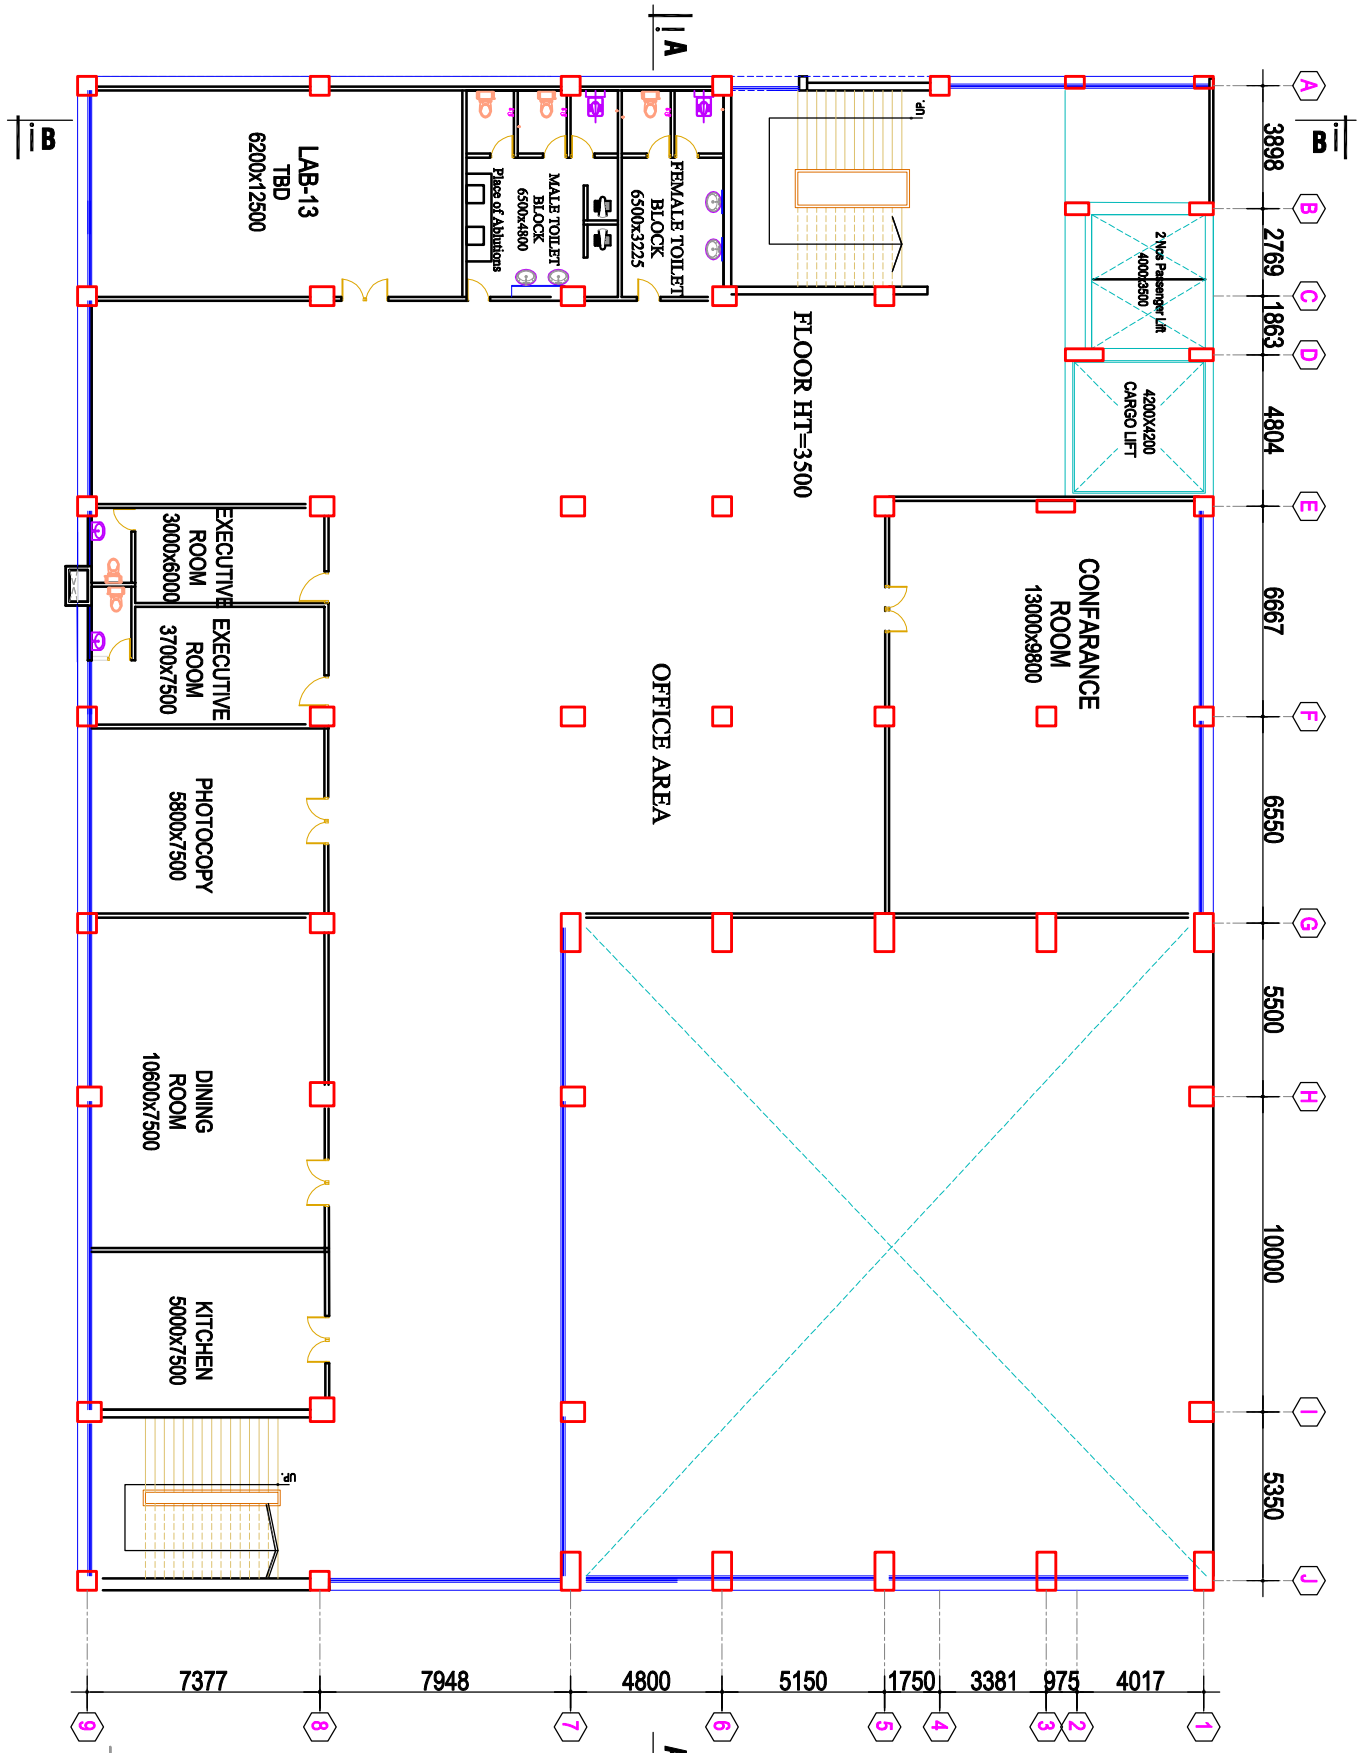 A
B
B
A
3898
B
2769
C
1863
D
4804
E
6667
F
6550
G
5500
H
10000
I
5350
J
UP.
LAB-13
TBD
6200x12500
Place of Ablutions
MALE TOILET
BLOCK
6500x4800
FEMALE TOILET
BLOCK
6500x3225
2 Nos Passenger Lift
4000x3500
4200X4200
CARGO LIFT
FLOOR HT=3500
EXECUTIVE
ROOM
3000x6000
EXECUTIVE
ROOM
3700x7500
CONFARANCE
ROOM
13000x9800
OFFICE AREA
PHOTOCOPY
5800x7500
DINING
ROOM
10600x7500
KITCHEN
5000x7500
UP.
7377
7948
4800
5150
1750
3381
975
4017
9
8
7
6
5
4
3
2
1